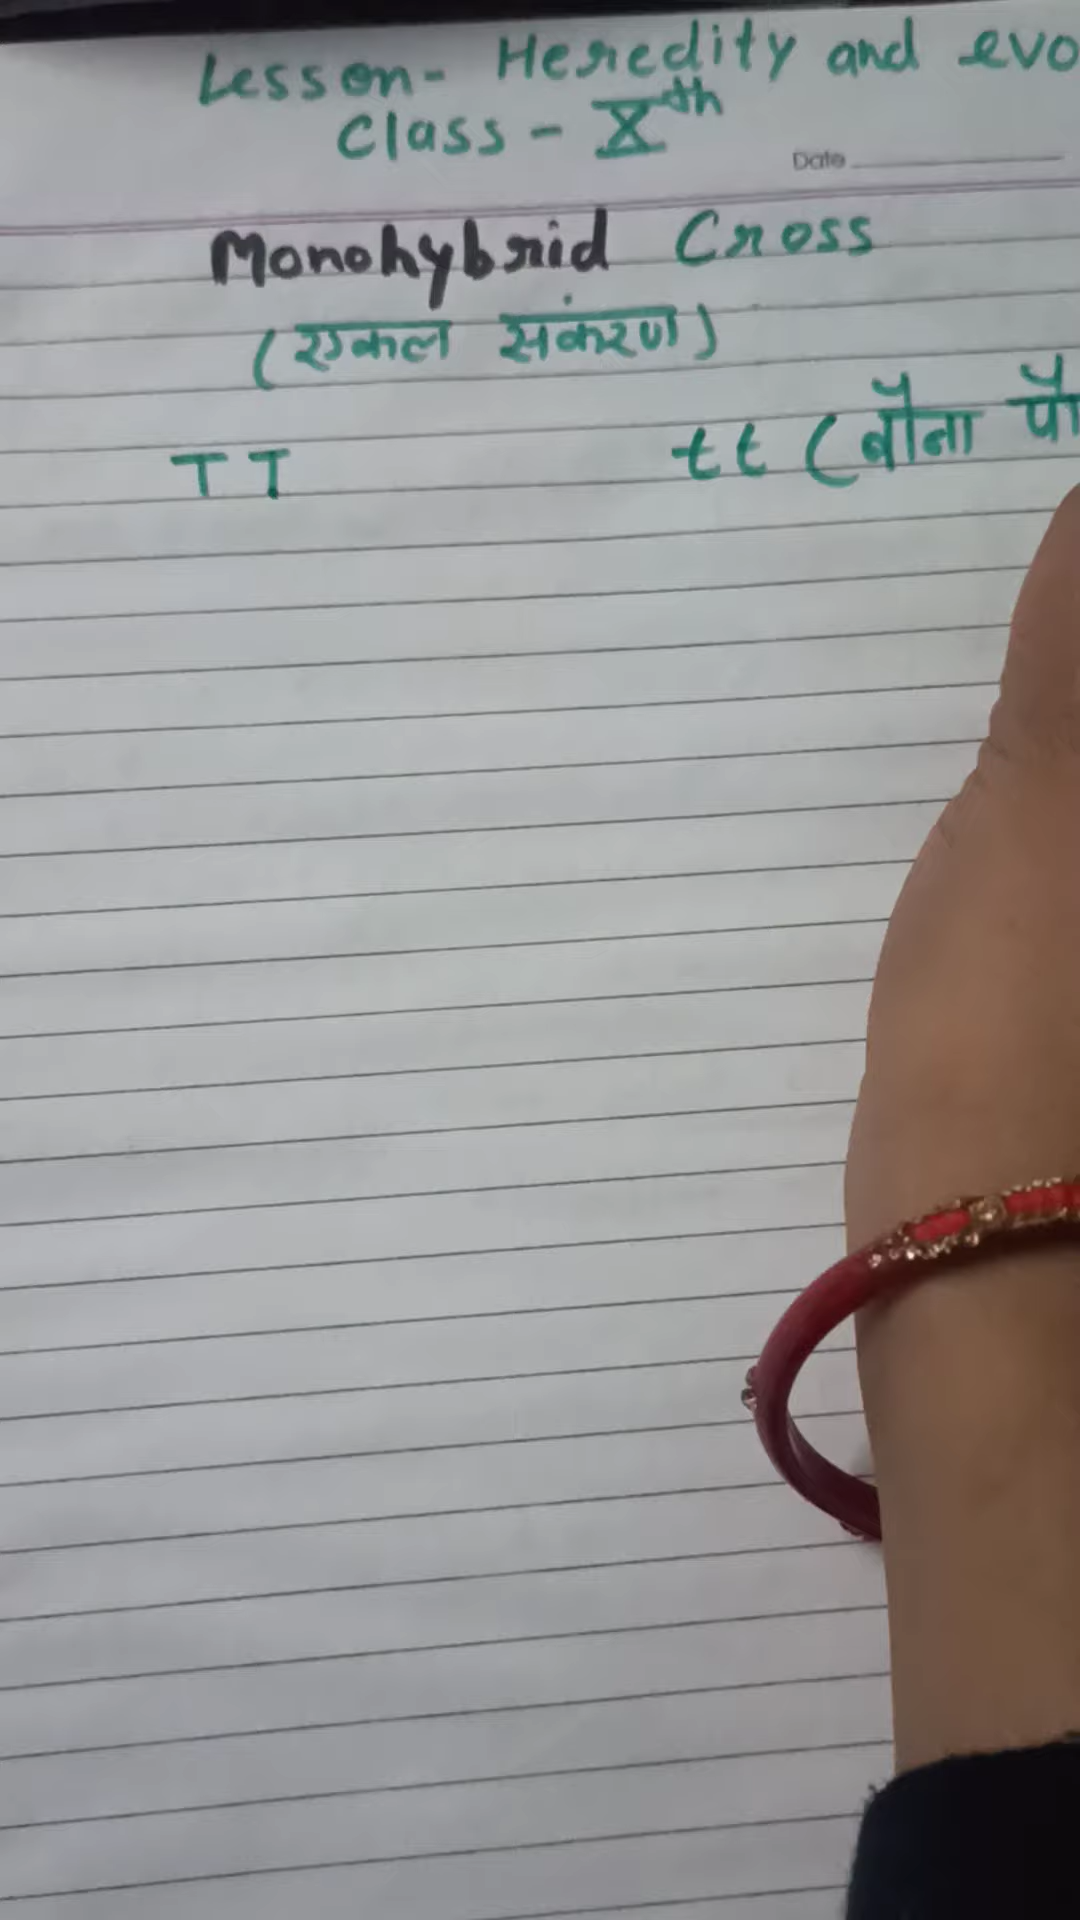 Lesson- Heredity and evo
Class - Xth
Date
Monohybrid Cross
(एकल संकरण)
TT tt (बौना पौ